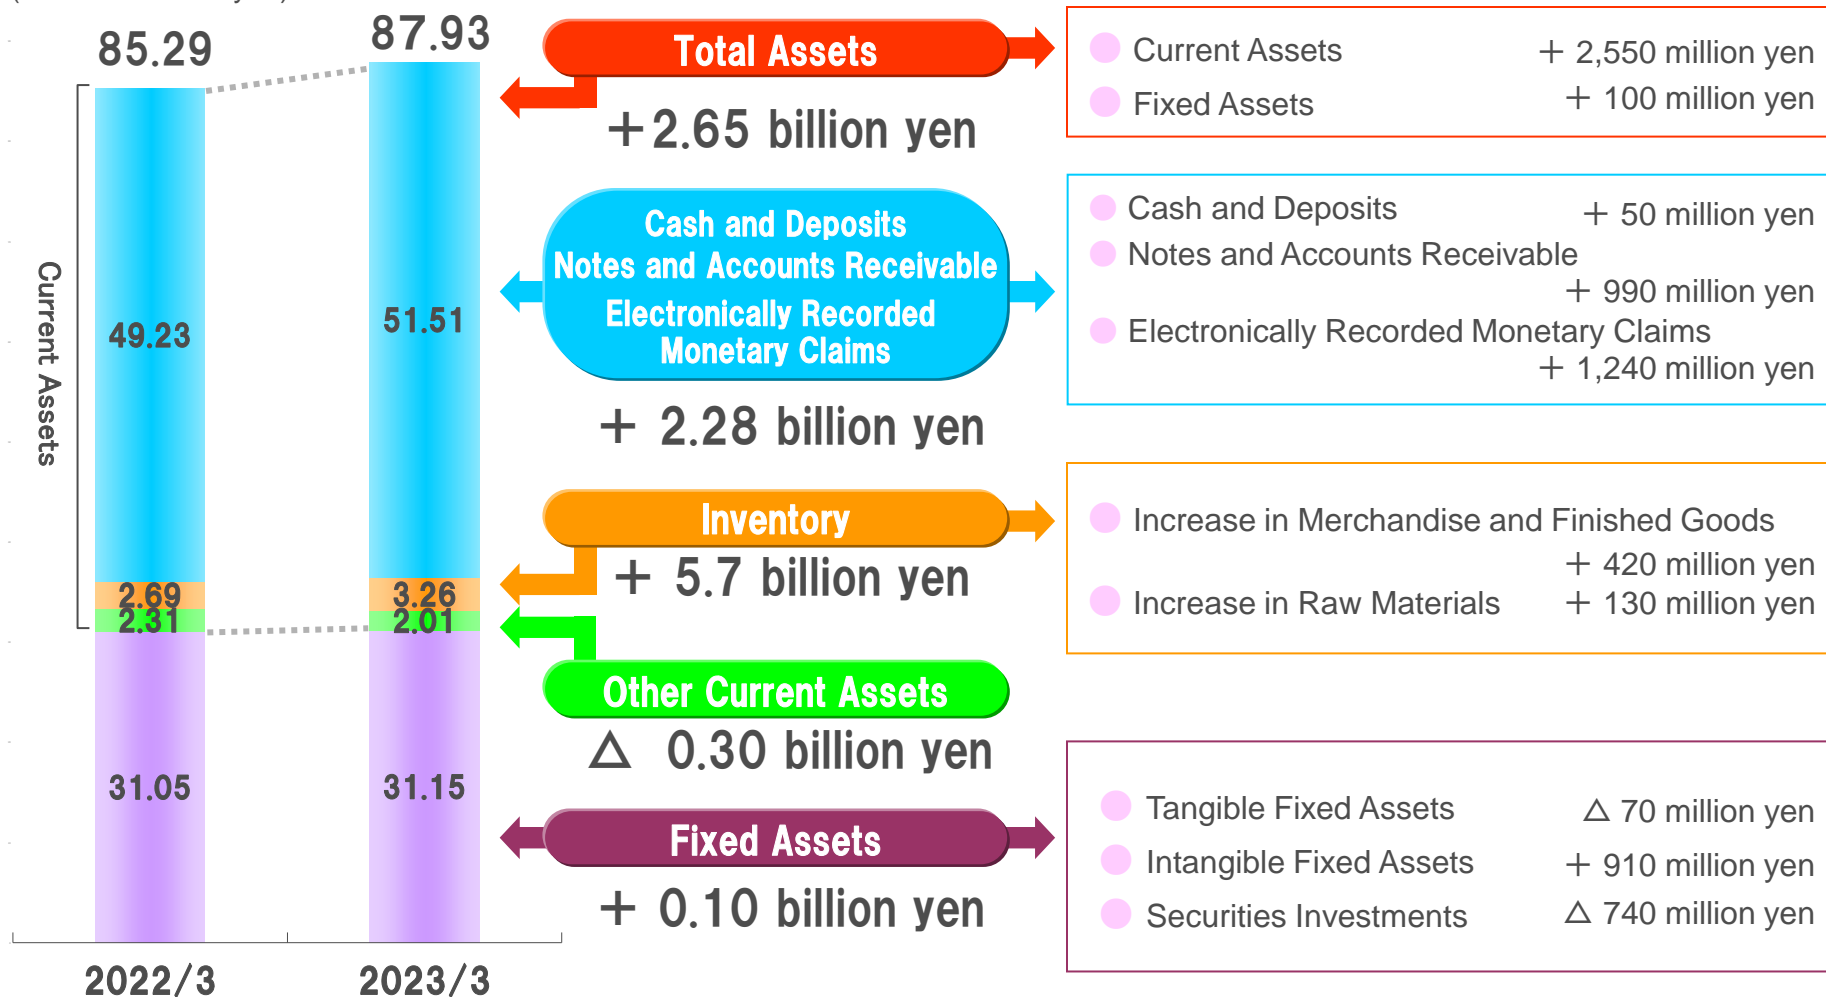 85.29
87.93
Current Assets
49.23
51.51
2.69
3.26
2.31
2.01
31.05
31.15
2022/3
2023/3
Total Assets
+2.65 billion yen
Current Assets + 2,550 million yen
Fixed Assets + 100 million yen
Cash and Deposits
Notes and Accounts Receivable
Electronically Recorded
Monetary Claims
+ 2.28 billion yen
Cash and Deposits + 50 million yen
Notes and Accounts Receivable
+ 990 million yen
Electronically Recorded Monetary Claims
+ 1,240 million yen
Inventory
+ 5.7 billion yen
Increase in Merchandise and Finished Goods
+ 420 million yen
Increase in Raw Materials + 130 million yen
Other Current Assets
△ 0.30 billion yen
Fixed Assets
+ 0.10 billion yen
Tangible Fixed Assets △ 70 million yen
Intangible Fixed Assets + 910 million yen
Securities Investments △ 740 million yen